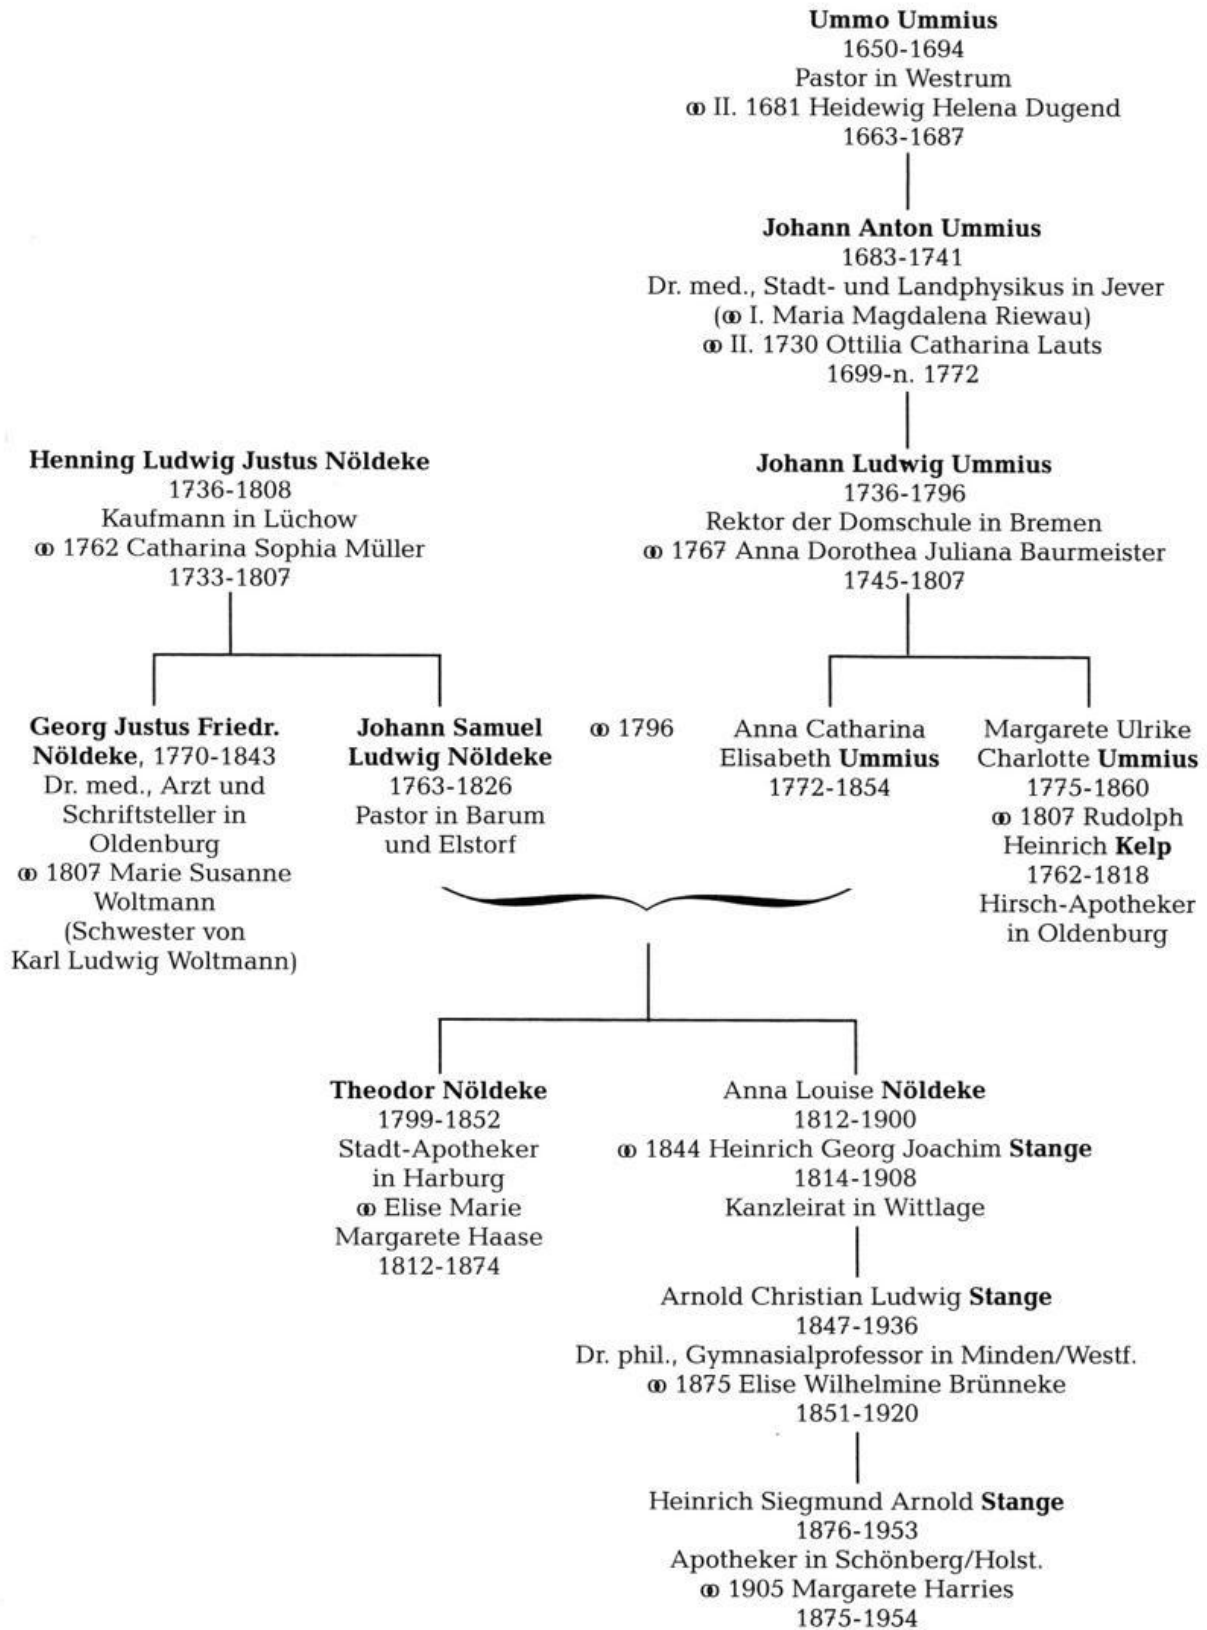 Ummo Ummius
1650-1694
Pastor in Westrum
⚭ II. 1681 Heidewig Helena Dugend
1663-1687
Johann Anton Ummius
1683-1741
Dr. med., Stadt- und Landphysikus in Jever
(⚭ I. Maria Magdalena Riewau)
⚭ II. 1730 Ottilia Catharina Lauts
1699-n. 1772
Henning Ludwig Justus Nöldeke
1736-1808
Kaufmann in Lüchow
⚭ 1762 Catharina Sophia Müller
1733-1807
Johann Ludwig Ummius
1736-1796
Rektor der Domschule in Bremen
⚭ 1767 Anna Dorothea Juliana Baurmeister
1745-1807
Georg Justus Friedr.
Nöldeke, 1770-1843
Dr. med., Arzt und
Schriftsteller in
Oldenburg
⚭ 1807 Marie Susanne
Woltmann
(Schwester von
Karl Ludwig Woltmann)
Johann Samuel
Ludwig Nöldeke
1763-1826
Pastor in Barum
und Elstorf
⚭ 1796
Anna Catharina
Elisabeth Ummius
1772-1854
Margarete Ulrike
Charlotte Ummius
1775-1860
⚭ 1807 Rudolph
Heinrich Kelp
1762-1818
Hirsch-Apotheker
in Oldenburg
Theodor Nöldeke
1799-1852
Stadt-Apotheker
in Harburg
⚭ Elise Marie
Margarete Haase
1812-1874
Anna Louise Nöldeke
1812-1900
⚭ 1844 Heinrich Georg Joachim Stange
1814-1908
Kanzleirat in Wittlage
Arnold Christian Ludwig Stange
1847-1936
Dr. phil., Gymnasialprofessor in Minden/Westf.
⚭ 1875 Elise Wilhelmine Brünneke
1851-1920
Heinrich Siegmund Arnold Stange
1876-1953
Apotheker in Schönberg/Holst.
⚭ 1905 Margarete Harries
1875-1954